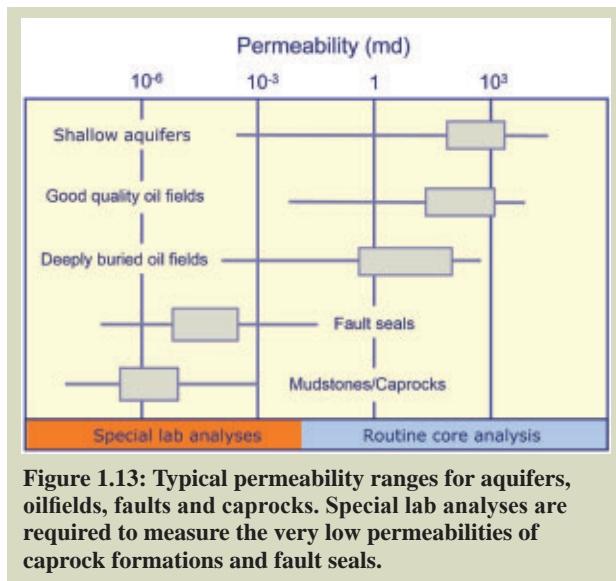 Permeability (md)
10⁻⁶ 10⁻³ 1 10³
Shallow aquifers
Good quality oil fields
Deeply buried oil fields
Fault seals
Mudstones/Caprocks
Special lab analyses Routine core analysis
Figure 1.13: Typical permeability ranges for aquifers,
oilfields, faults and caprocks. Special lab analyses are
required to measure the very low permeabilities of
caprock formations and fault seals.